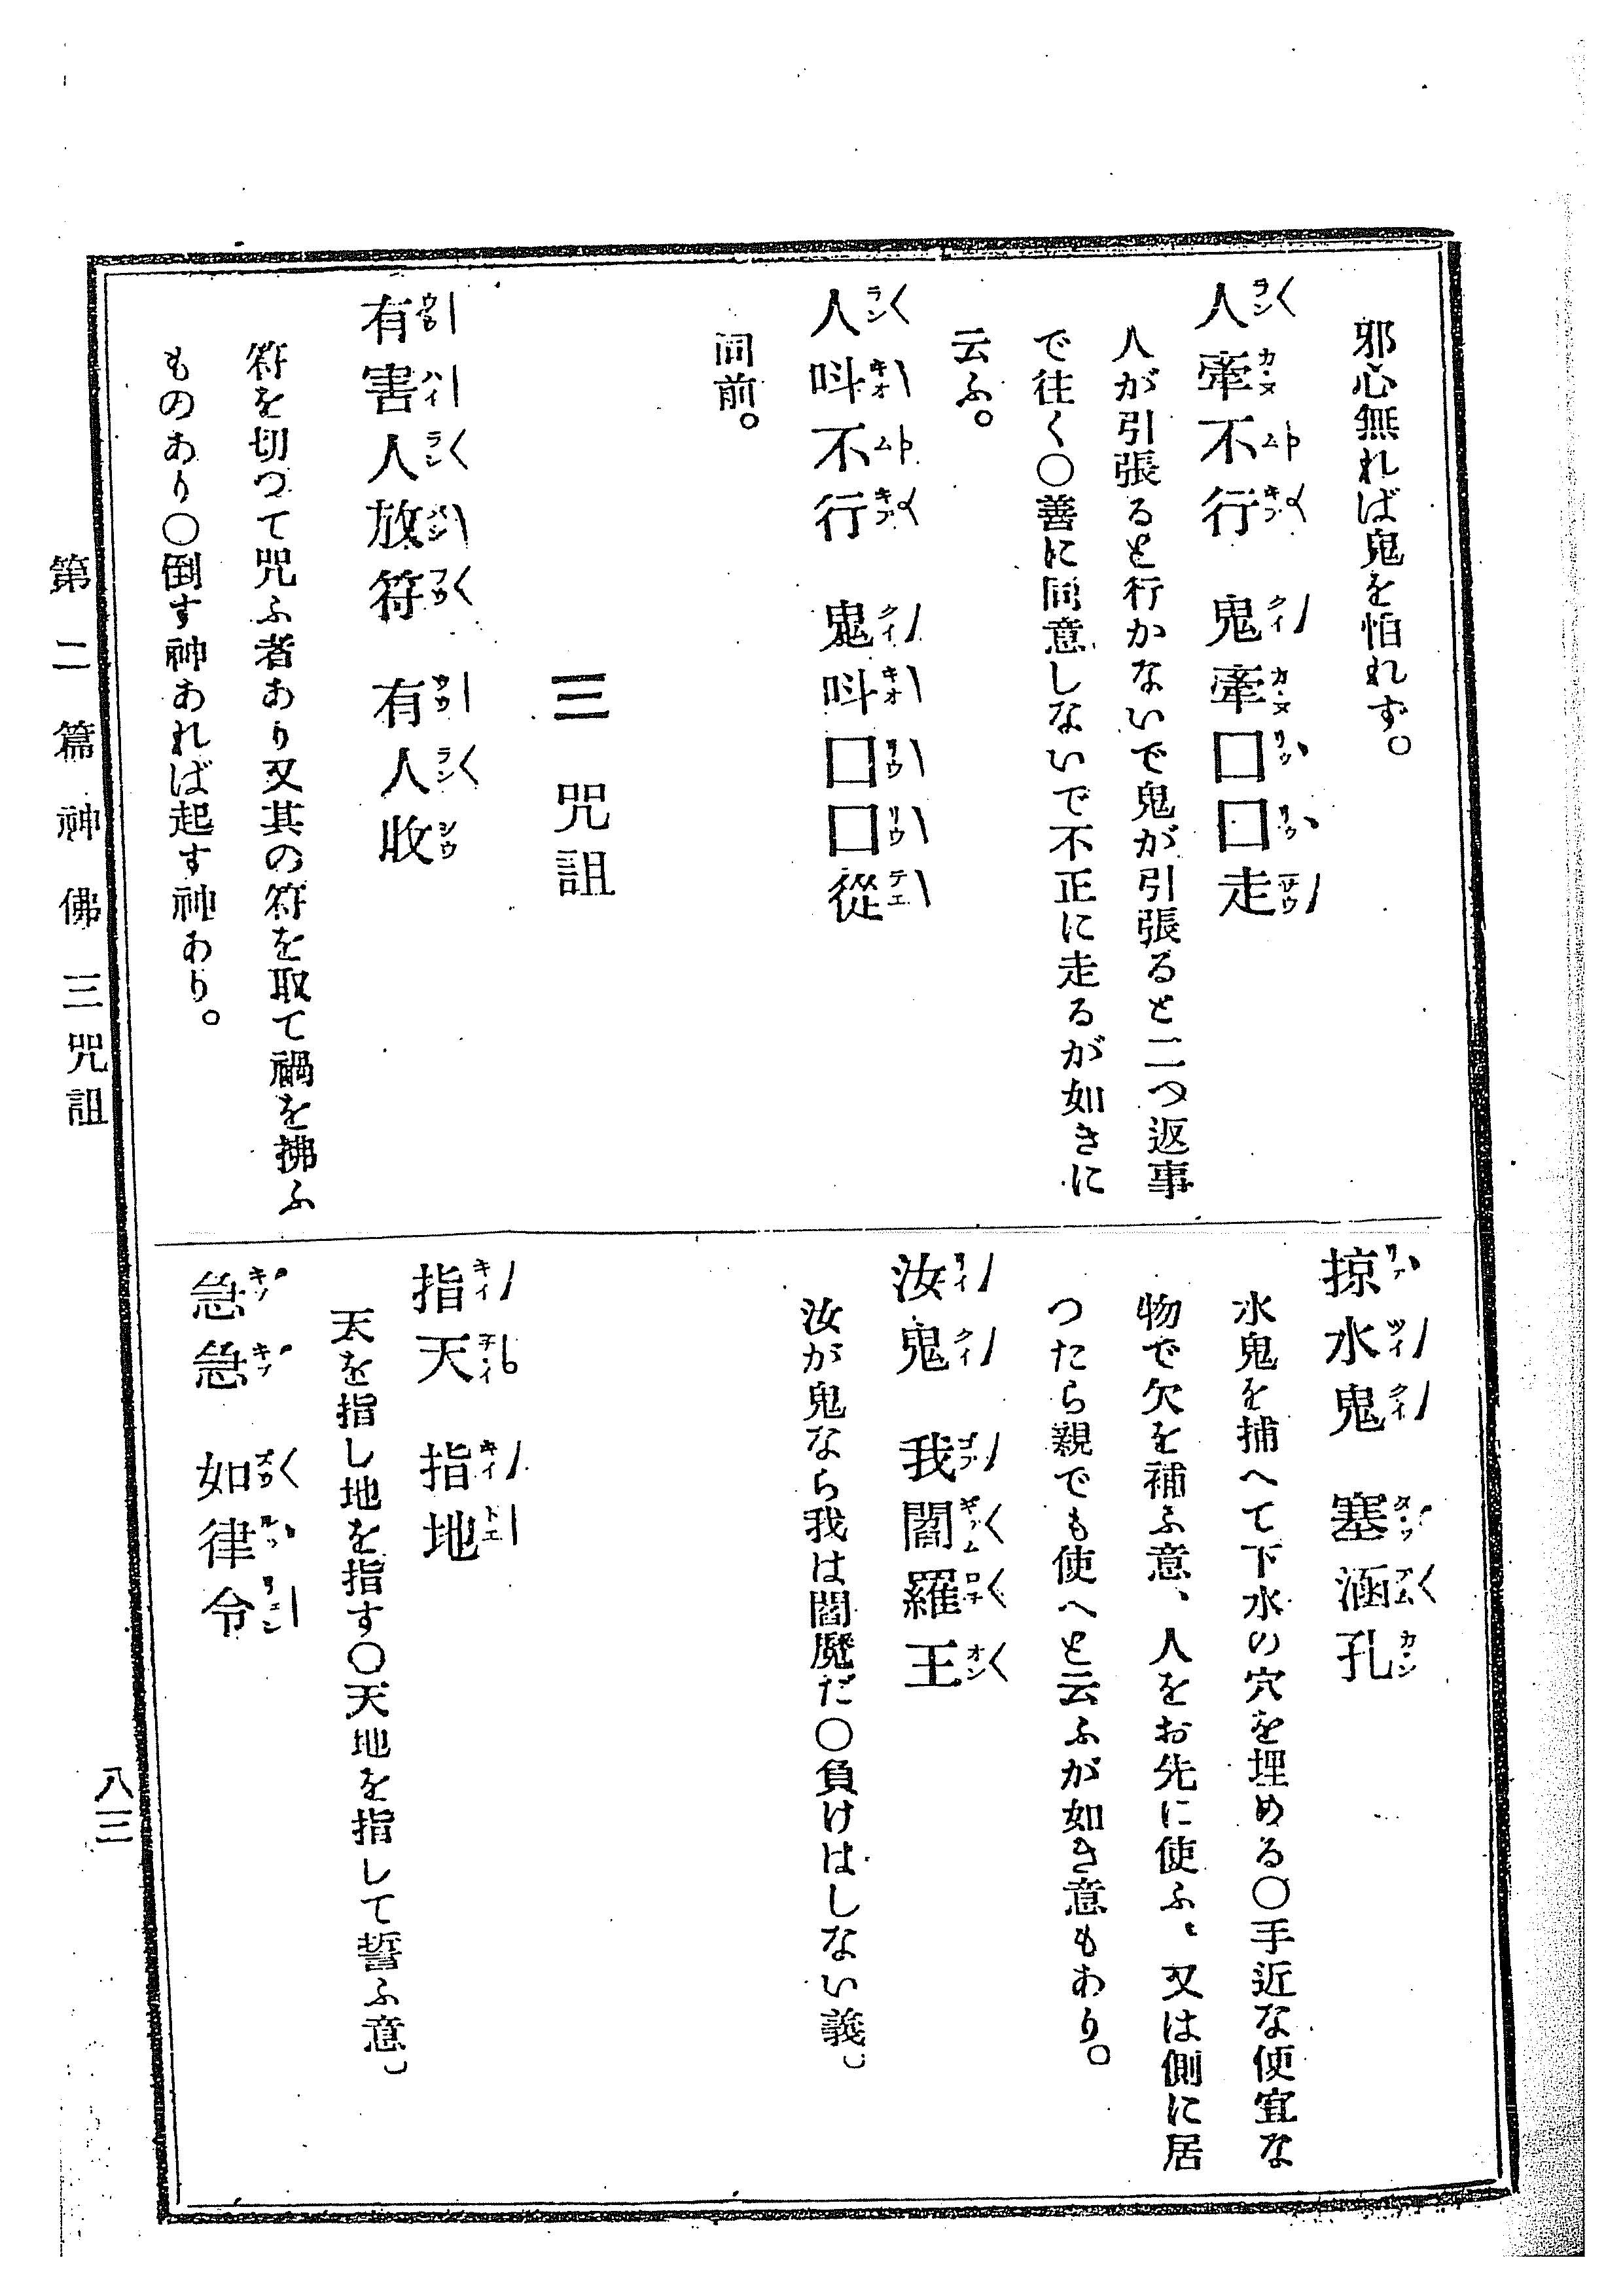 邪心無れば鬼を怕れず。
人牽不行　鬼牽口口走
人が引張ると行かないで鬼が引張ると二つ返事
で往く〇善に同意しないで不正に走るが如きに
云ふ。
人呌不行　鬼呌口口從
同前。
三　咒詛
有害人放符　有人收
符を切つて咒ふ者あり又其の符を取て禍を拂ふ
ものあり〇倒す神あれば起す神あり。
掠水鬼　塞涵孔
水鬼を捕へて下水の穴を埋める〇手近な便宜な
物で欠を補ふ意、人をお先に使ふ、又は側に居
つたら親でも使へと云ふが如き意もあり。
汝鬼　我閻羅王
汝が鬼なら我は閻魔だ〇負けはしない義。
指天　指地
天を指し地を指す〇天地を指して誓ふ意。
急急　如律令
第二篇　神佛　三咒詛
八三